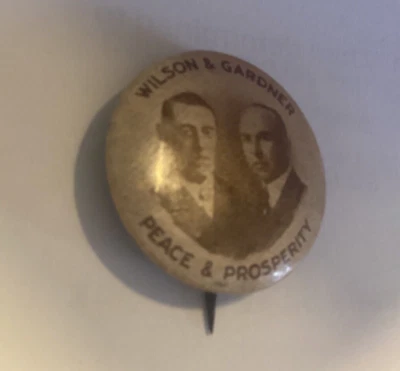 WILSON & GARDNER
PEACE & PROSPERITY